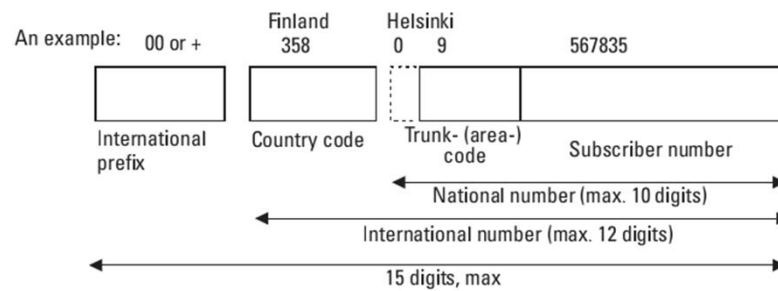 Finland Helsinki
An example: 00 or + 358 0 9 567835
International prefix
Country code
Trunk- (area-) code
Subscriber number
National number (max. 10 digits)
International number (max. 12 digits)
15 digits, max